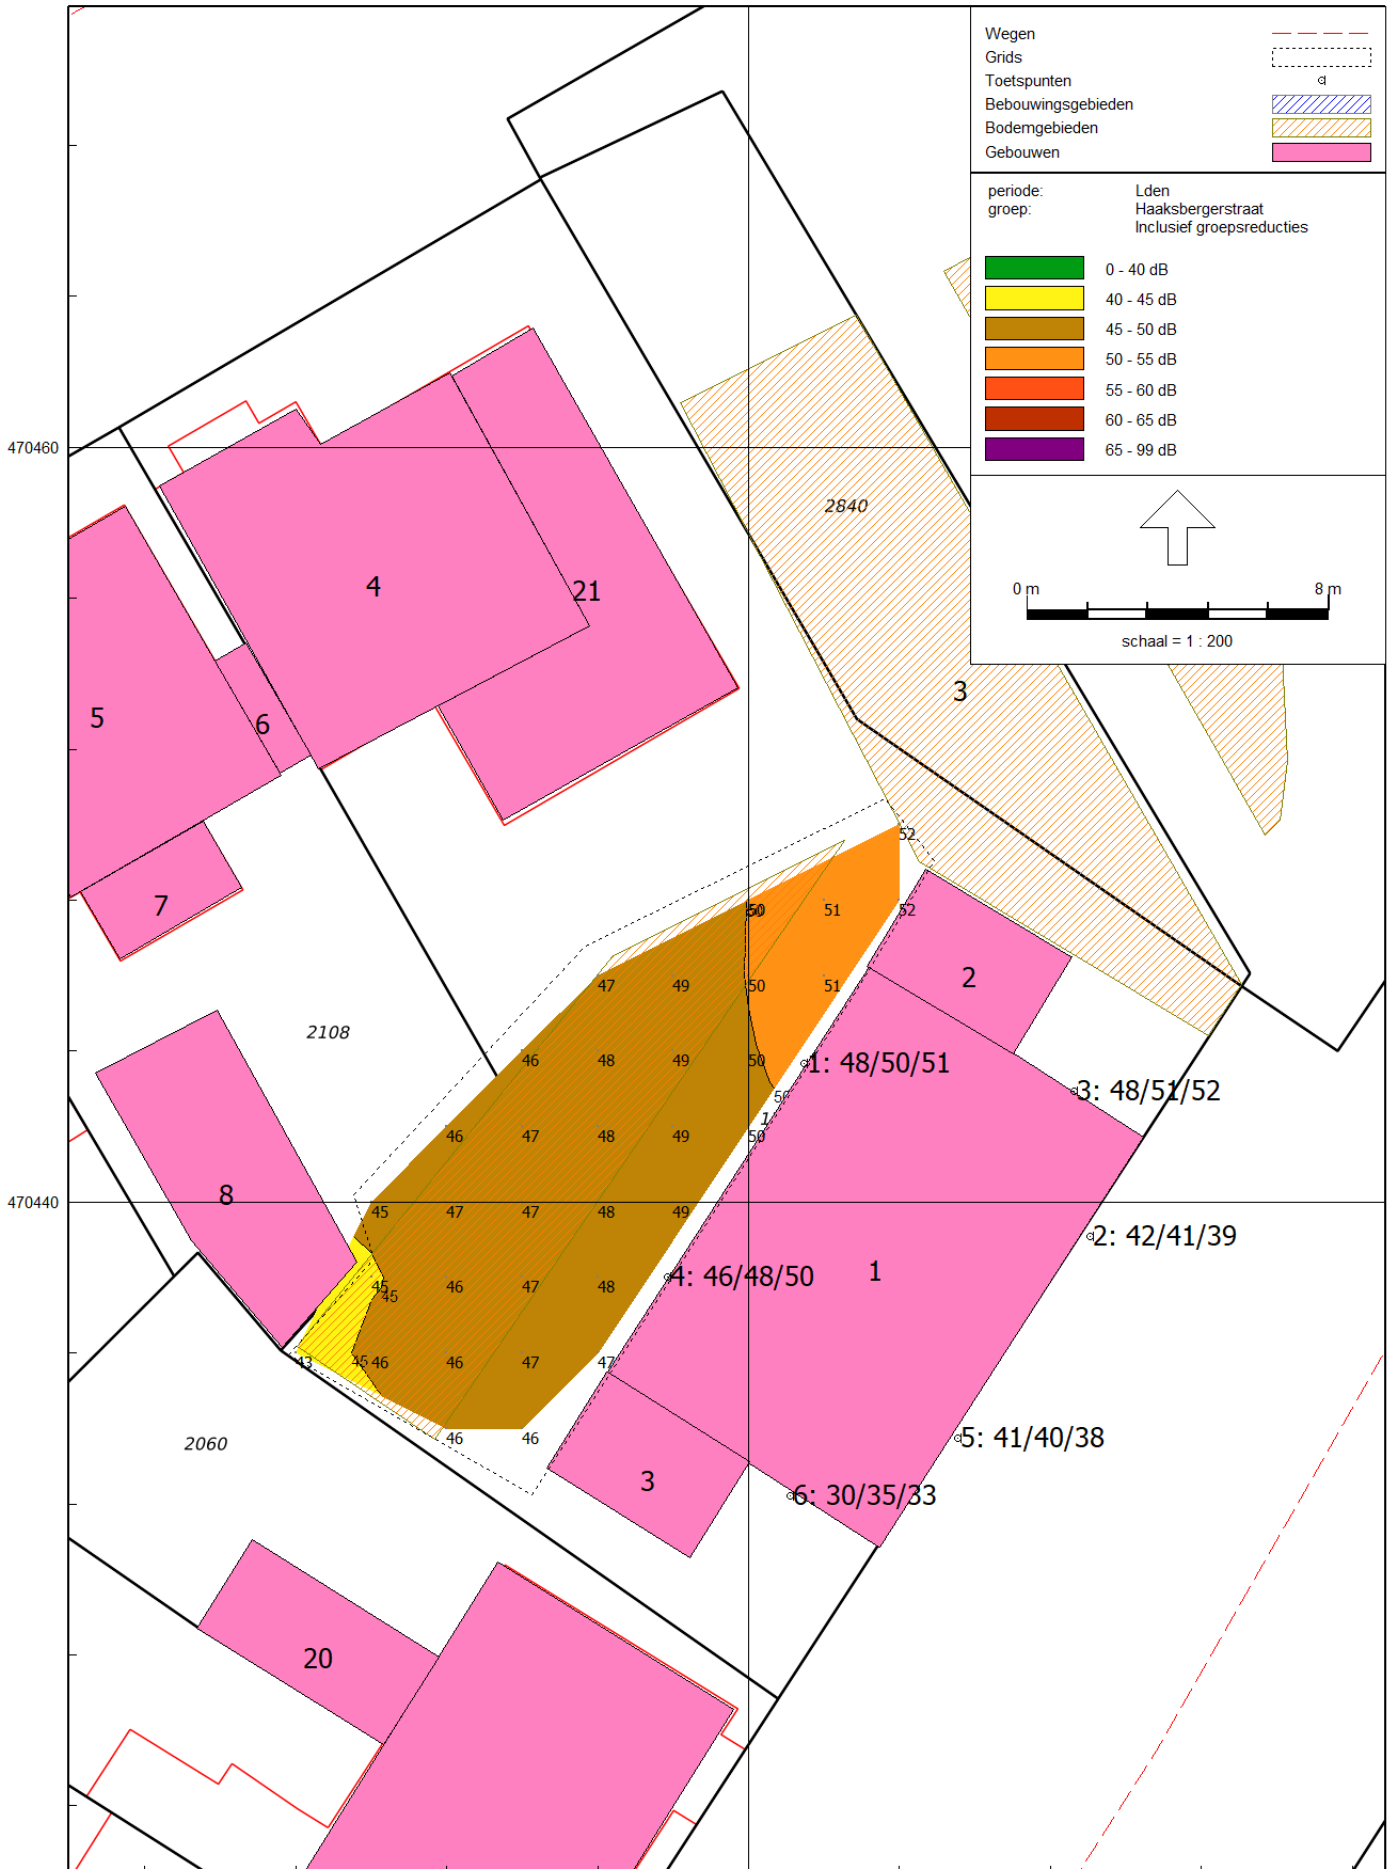 Wegen
Grids
Toetspunten
Bebouwingsgebieden
Bodemgebieden
Gebouwen
periode: Lden
groep: Haaksbergerstraat
Inclusief groepsreducties
0 - 40 dB
40 - 45 dB
45 - 50 dB
50 - 55 dB
55 - 60 dB
60 - 65 dB
65 - 99 dB
470460
2840
4
21
0 m 8 m
schaal = 1 : 200
5
6
3
52
7
50 51 52
47 49 50 51
2
2108
46 48 49 50
1: 48/50/51
3: 48/51/52
1
46 47 48 49 50
8
470440
45 47 47 48 49
2: 42/41/39
4: 46/48/50
1
45 46 47 48
45
43 45 46 46 47 47
2060
46 46
5: 41/40/38
3
6: 30/35/33
20